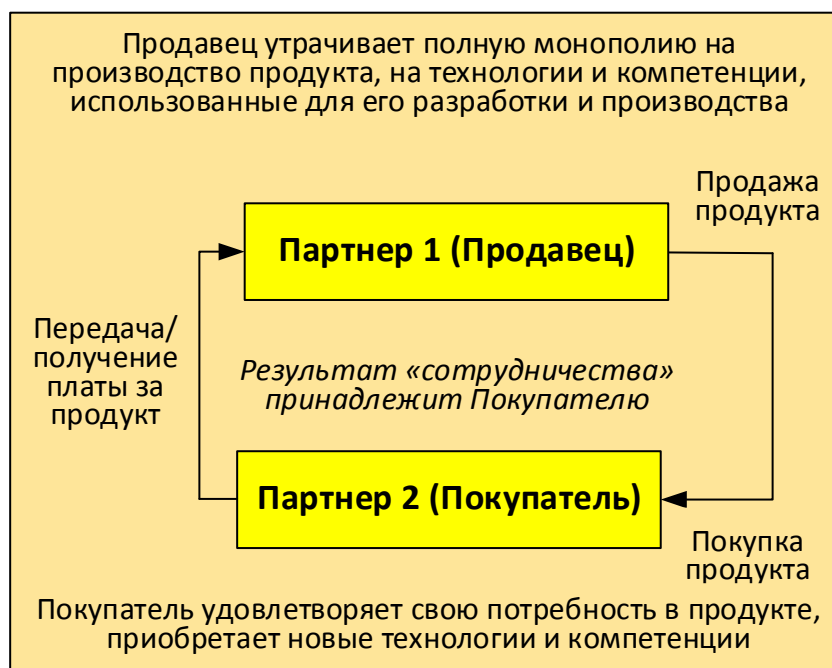 Продавец утрачивает полную монополию на
производство продукта, на технологии и компетенции,
использованные для его разработки и производства
Продажа
продукта
Партнер 1 (Продавец)
Передача/
получение
платы за
продукт
Результат «сотрудничества»
принадлежит Покупателю
Партнер 2 (Покупатель)
Покупка
продукта
Покупатель удовлетворяет свою потребность в продукте,
приобретает новые технологии и компетенции